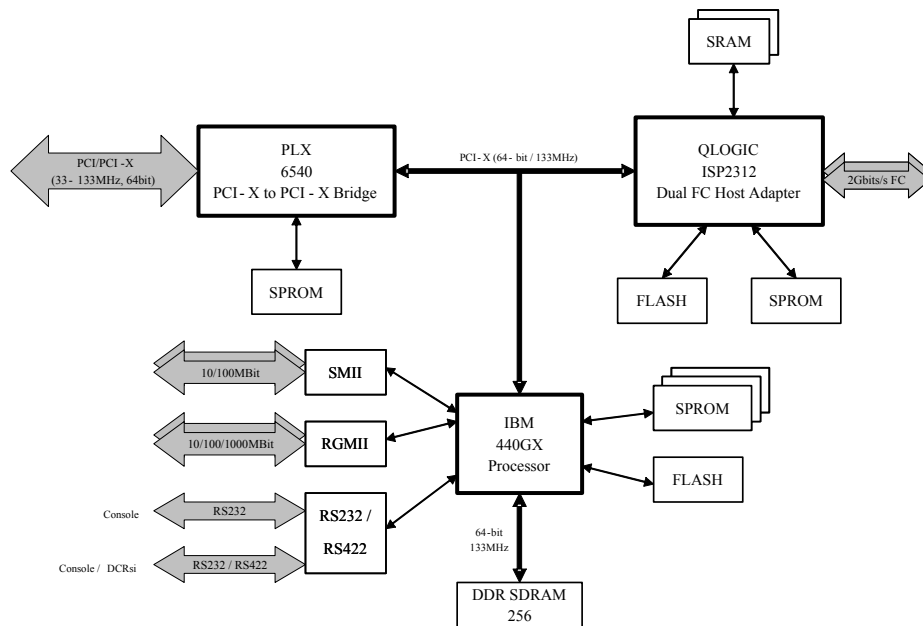 SRAM
PLX
6540
PCI - X to PCI - X Bridge
PCI/PCI -X
(33 - 133MHz, 64bit)
PCI-X (64- bit / 133MHz)
QLOGIC
ISP2312
Dual FC Host Adapter
2Gbits/s FC
SPROM
FLASH
SPROM
10/100MBit
SMII
IBM
440GX
Processor
SPROM
10/100/1000MBit
RGMII
FLASH
Console
RS232
RS232 /
RS422
64-bit
133MHz
Console / DCRsi
RS232 / RS422
DDR SDRAM
256